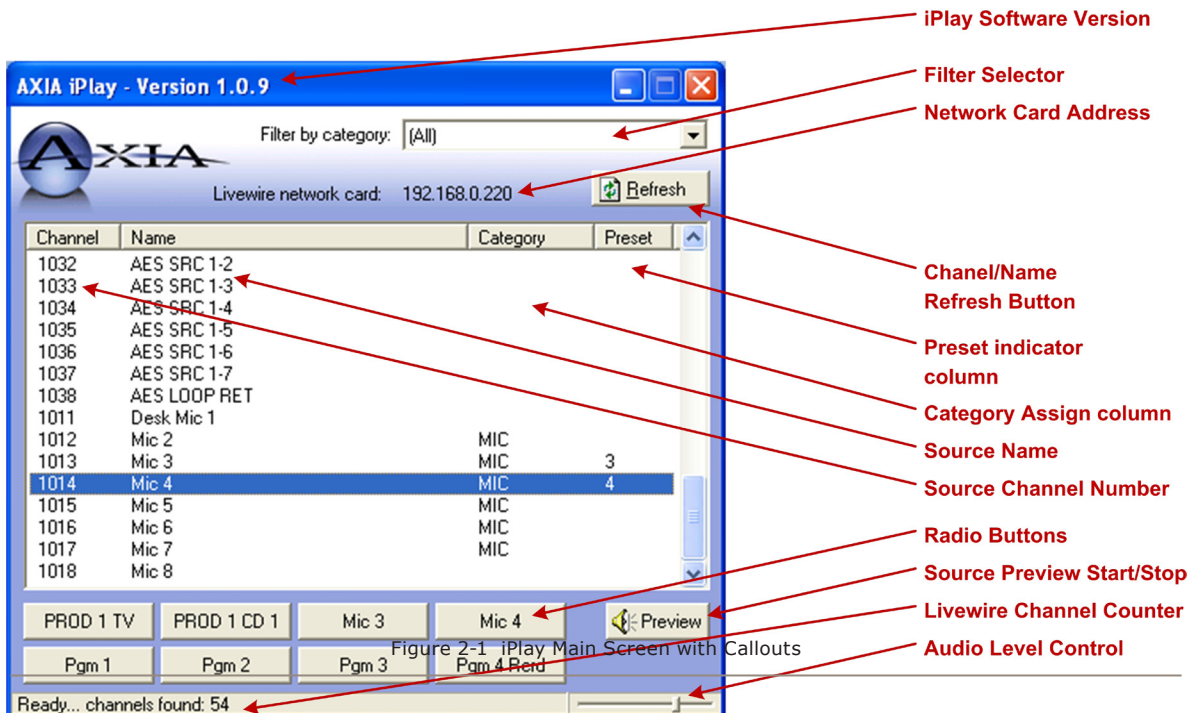 iPlay Software Version
AXIA iPlay - Version 1.0.9
Filter Selector
Network Card Address
Filter by category: (All)
AXIA
Livewire network card: 192.168.0.220
Refresh
Channel Name Category Preset
1032 AES SRC 1-2
1033 AES SRC 1-3
1034 AES SRC 1-4
1035 AES SRC 1-5
1036 AES SRC 1-6
1037 AES SRC 1-7
1038 AES LOOP RET
1011 Desk Mic 1
1012 Mic 2 MIC
1013 Mic 3 MIC 3
1014 Mic 4 MIC 4
1015 Mic 5 MIC
1016 Mic 6 MIC
1017 Mic 7 MIC
1018 Mic 8
Chanel/Name
Refresh Button
Preset indicator
column
Category Assign column
Source Name
Source Channel Number
Radio Buttons
Source Preview Start/Stop
Livewire Channel Counter
Audio Level Control
PROD 1 TV PROD 1 CD 1 Mic 3 Mic 4 Preview
Figure 2-1 iPlay Main Screen with Callouts
Pgm 1 Pgm 2 Pgm 3 Pgm 4 Rcrd
Ready... channels found: 54